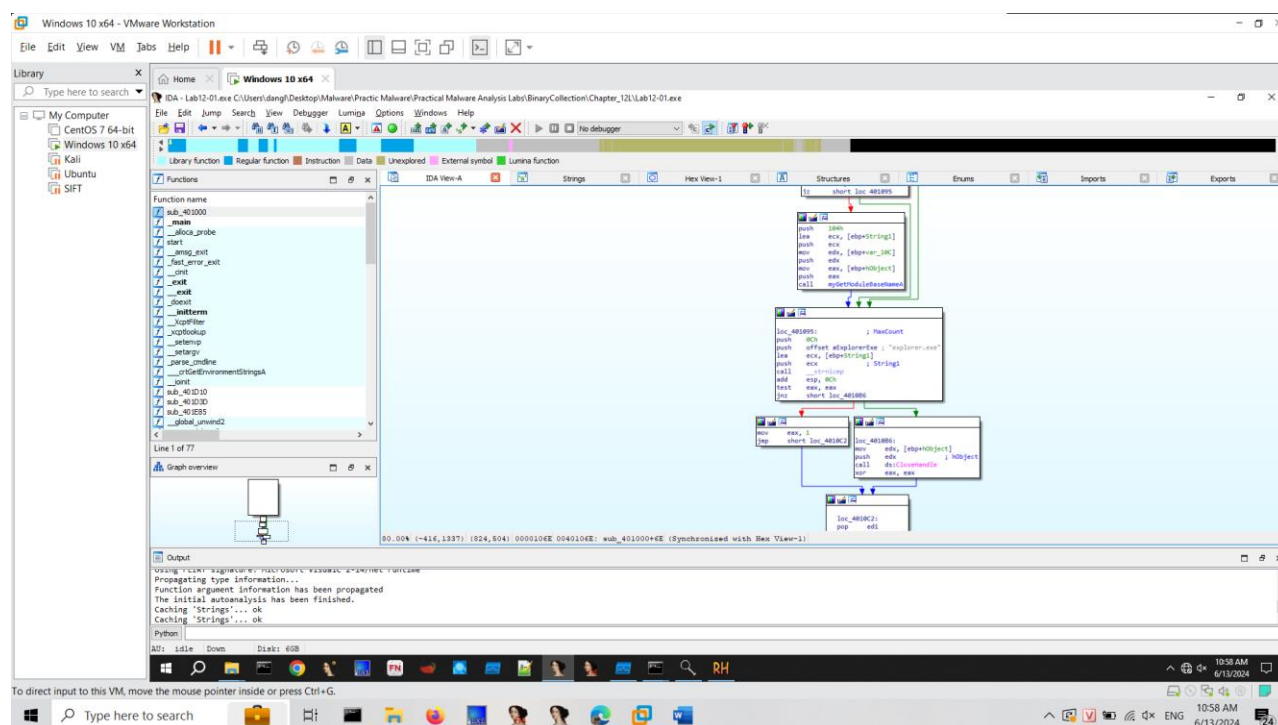 Windows 10 x64 - VMware Workstation
File Edit View VM Tabs Help
Library
Type here to search
My Computer
CentOS 7 64-bit
Windows 10 x64
Kali
Ubuntu
SIFT
Home Windows 10 x64
IDA - Lab12-01.exe C:\Users\dangl\Desktop\Malware\Practic Malware\Practical Malware Analysis Labs\BinaryCollection\Chapter_12L\Lab12-01.exe
File Edit Jump Search View Debugger Lumina Options Windows Help
No debugger
Library function Regular function Instruction Data Unexplored External symbol Lumina function
Functions
Function name
sub_401000
_main
__alloca_probe
start
__amsg_exit
_fast_error_exit
__cinit
_exit
__exit
_doexit
__initterm
__XcptFilter
_xcptlookup
__setenvp
__setargv
_parse_cmdline
___crtGetEnvironmentStringsA
__ioinit
sub_401D10
sub_401D3D
sub_401E85
__global_unwind2
Line 1 of 77
Graph overview
IDA View-A Strings Hex View-1 Structures Enums Imports Exports
jz short loc_401095
push 104h
lea ecx, [ebp+String1]
push ecx
mov edx, [ebp+var_10C]
push edx
mov eax, [ebp+hObject]
push eax
call myGetModuleBaseNameA
loc_401095: ; MaxCount
push 0Ch
push offset aExplorerExe ; "explorer.exe"
lea ecx, [ebp+String1]
push ecx ; String1
call __strnicmp
add esp, 0Ch
test eax, eax
jnz short loc_4010B6
mov eax, 1
jmp short loc_4010C2
loc_4010B6:
mov edx, [ebp+hObject]
push edx ; hObject
call ds:CloseHandle
xor eax, eax
loc_4010C2:
pop edi
80.00% (-416,1337) (824,504) 0000106E 0040106E: sub_401000+6E (Synchronized with Hex View-1)
Output
Using FLIRT signature: Microsoft VisualC 2-14/net runtime
Propagating type information...
Function argument information has been propagated
The initial autoanalysis has been finished.
Caching 'Strings'... ok
Caching 'Strings'... ok
Python
AU: idle Down Disk: 6GB
FN RH
10:58 AM
6/13/2024
To direct input to this VM, move the mouse pointer inside or press Ctrl+G.
Type here to search
ENG
10:58 AM
6/13/2024